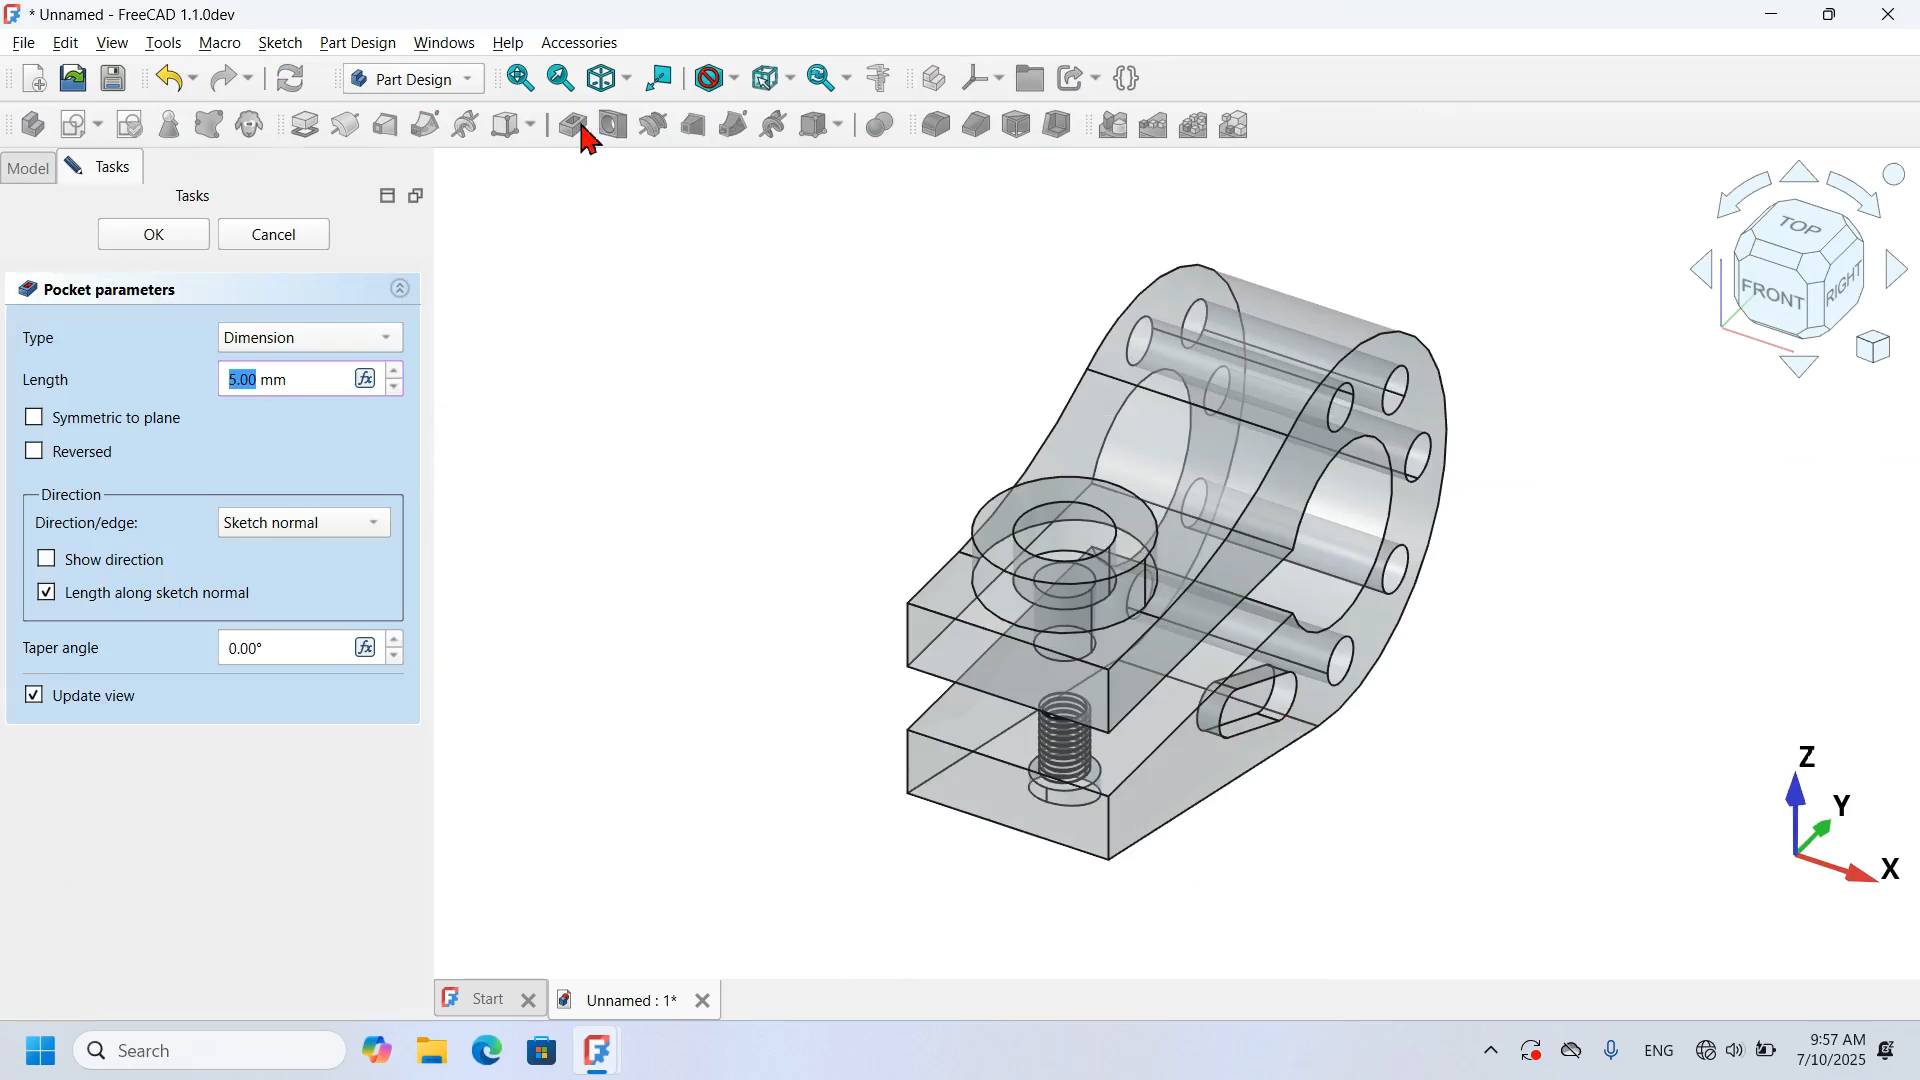 * Unnamed - FreeCAD 1.1.0dev
File Edit View Tools Macro Sketch Part Design Windows Help Accessories
Part Design
Model Tasks
Tasks
OK Cancel
Pocket parameters
Type Dimension
Length 5.00 mm
Symmetric to plane
Reversed
Direction
Direction/edge: Sketch normal
Show direction
Length along sketch normal
Taper angle 0.00°
Update view
TOP
FRONT
RIGHT
Z
Y
X
Start
Unnamed : 1*
Search
ENG
9:57 AM
7/10/2025